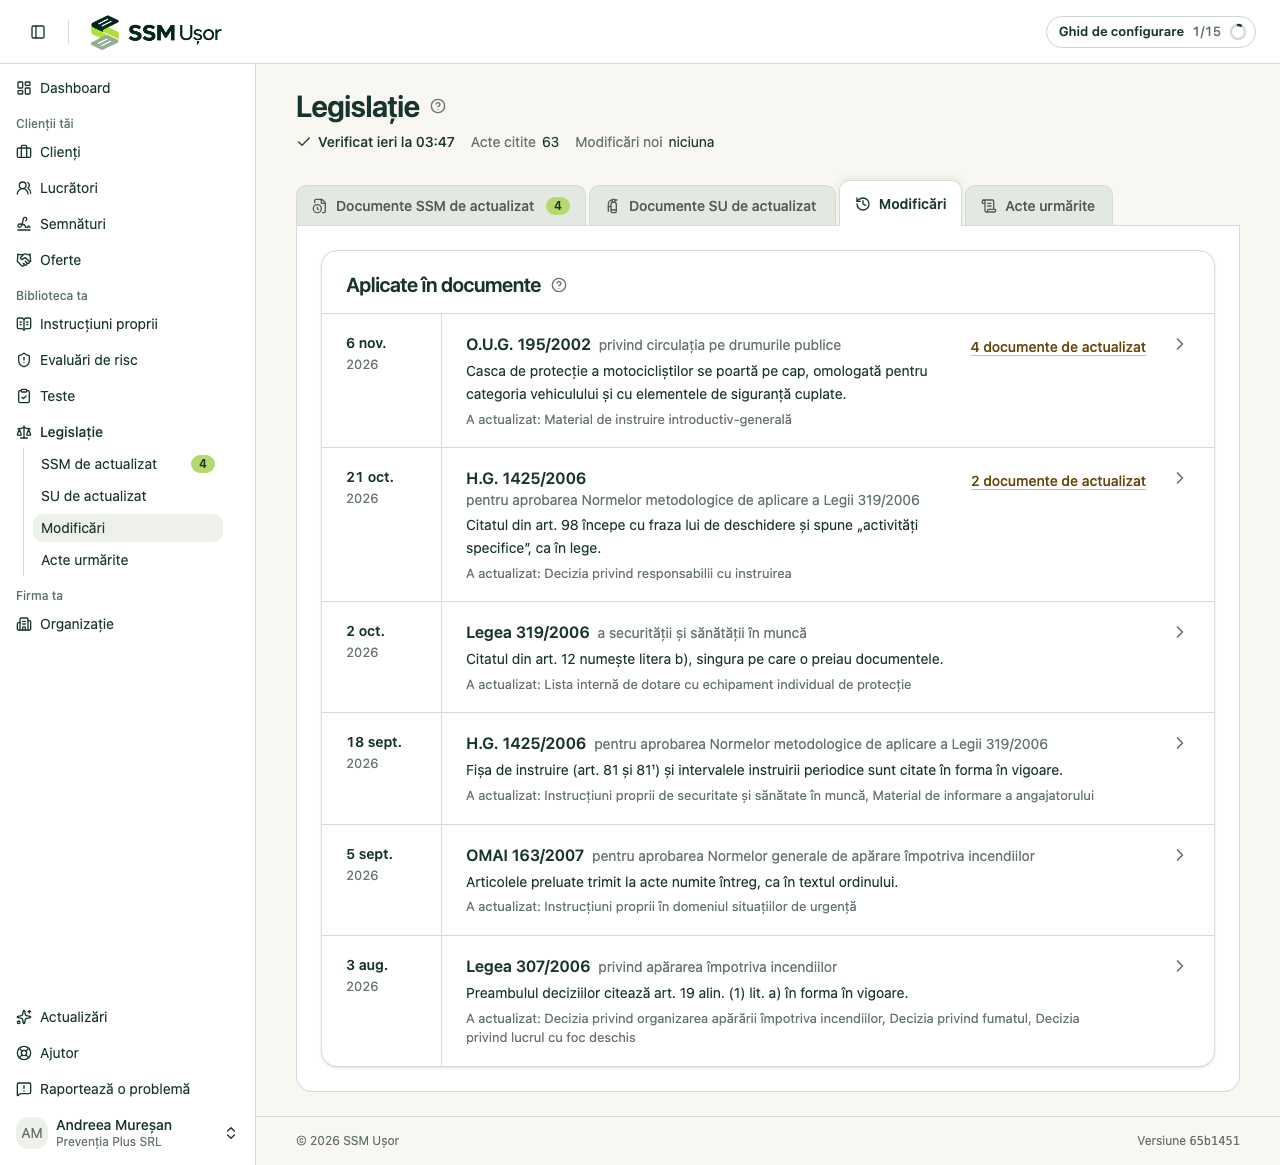 SSM Ușor
Ghid de configurare 1/15
Dashboard
Clienții tăi
Clienți
Lucrători
Semnături
Oferte
Biblioteca ta
Instrucțiuni proprii
Evaluări de risc
Teste
Legislație
SSM de actualizat 4
SU de actualizat
Modificări
Acte urmărite
Firma ta
Organizație
Actualizări
Ajutor
Raportează o problemă
AM
Andreea Mureșan
Prevenția Plus SRL
Legislație
Verificat ieri la 03:47 Acte citite 63 Modificări noi niciuna
Documente SSM de actualizat 4
Documente SU de actualizat
Modificări
Acte urmărite
Aplicate în documente
6 nov.
2026
O.U.G. 195/2002 privind circulația pe drumurile publice
Casca de protecție a motocicliștilor se poartă pe cap, omologată pentru
categoria vehiculului și cu elementele de siguranță cuplate.
A actualizat: Material de instruire introductiv-generală
4 documente de actualizat
21 oct.
2026
H.G. 1425/2006
pentru aprobarea Normelor metodologice de aplicare a Legii 319/2006
Citatul din art. 98 începe cu fraza lui de deschidere și spune „activități
specifice”, ca în lege.
A actualizat: Decizia privind responsabilii cu instruirea
2 documente de actualizat
2 oct.
2026
Legea 319/2006 a securității și sănătății în muncă
Citatul din art. 12 numește litera b), singura pe care o preiau documentele.
A actualizat: Lista internă de dotare cu echipament individual de protecție
18 sept.
2026
H.G. 1425/2006 pentru aprobarea Normelor metodologice de aplicare a Legii 319/2006
Fișa de instruire (art. 81 și 81¹) și intervalele instruirii periodice sunt citate în forma în vigoare.
A actualizat: Instrucțiuni proprii de securitate și sănătate în muncă, Material de informare a angajatorului
5 sept.
2026
OMAI 163/2007 pentru aprobarea Normelor generale de apărare împotriva incendiilor
Articolele preluate trimit la acte numite întreg, ca în textul ordinului.
A actualizat: Instrucțiuni proprii în domeniul situațiilor de urgență
3 aug.
2026
Legea 307/2006 privind apărarea împotriva incendiilor
Preambulul deciziilor citează art. 19 alin. (1) lit. a) în forma în vigoare.
A actualizat: Decizia privind organizarea apărării împotriva incendiilor, Decizia privind fumatul, Decizia
privind lucrul cu foc deschis
© 2026 SSM Ușor
Versiune 65b1451